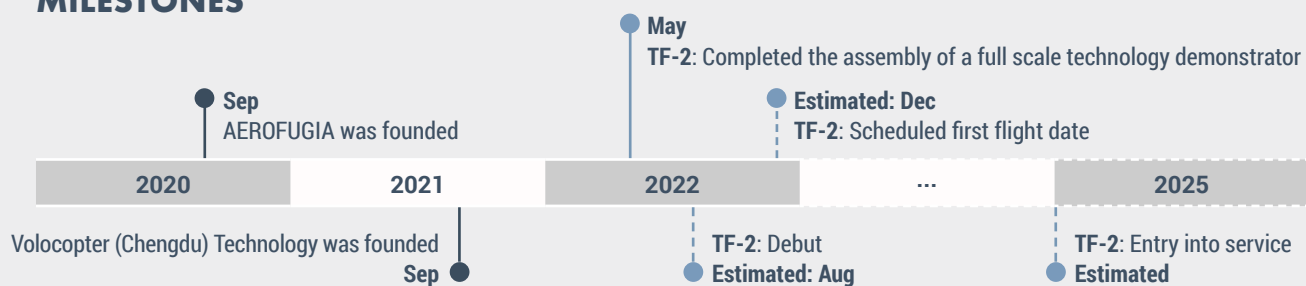 MILESTONES
May
TF-2: Completed the assembly of a full scale technology demonstrator
Sep
AEROFUGIA was founded
Estimated: Dec
TF-2: Scheduled first flight date
2020
2021
2022
...
2025
Volocopter (Chengdu) Technology was founded
Sep
TF-2: Debut
Estimated: Aug
TF-2: Entry into service
Estimated